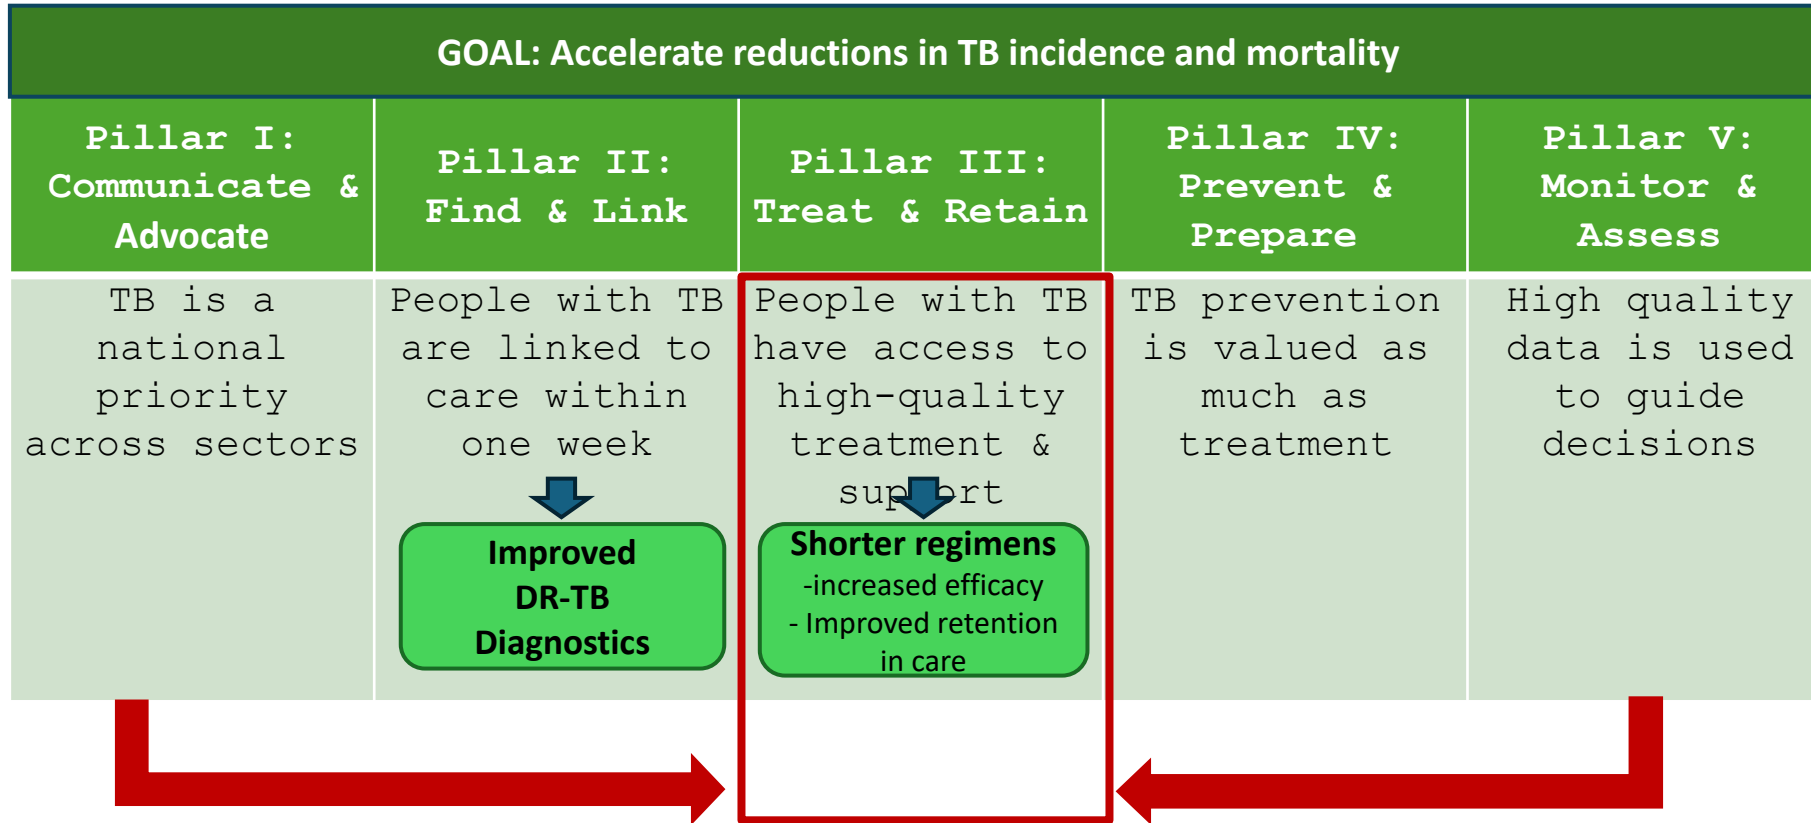 GOAL: Accelerate reductions in TB incidence and mortality
Pillar I:
Communicate &
Advocate
Pillar II:
Find & Link
Pillar III:
Treat & Retain
Pillar IV:
Prevent &
Prepare
Pillar V:
Monitor &
Assess
TB is a
national
priority
across sectors
People with TB
are linked to
care within
one week
Improved
DR-TB
Diagnostics
People with TB
have access to
high-quality
treatment &
support
Shorter regimens
-increased efficacy
- Improved retention
in care
TB prevention
is valued as
much as
treatment
High quality
data is used
to guide
decisions